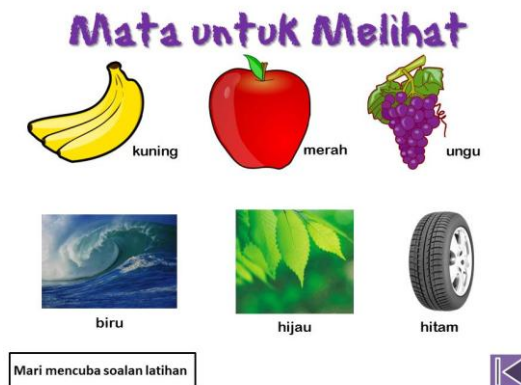 Mata untuk Melihat
kuning
merah
ungu
biru
hijau
hitam
Mari mencuba soalan latihan